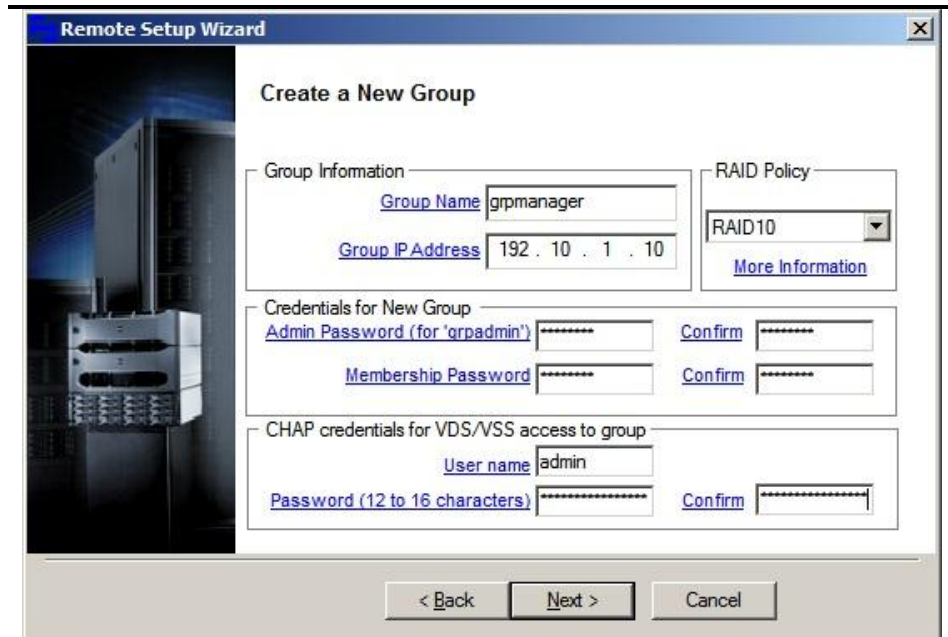 Remote Setup Wizard
Create a New Group
Group Information
Group Name grpmanager
Group IP Address 192 . 10 . 1 . 10
RAID Policy
RAID10
More Information
Credentials for New Group
Admin Password (for 'grpadmin') ******** Confirm ********
Membership Password ******** Confirm ********
CHAP credentials for VDS/VSS access to group
User name admin
Password (12 to 16 characters) **************** Confirm ****************
< Back Next > Cancel